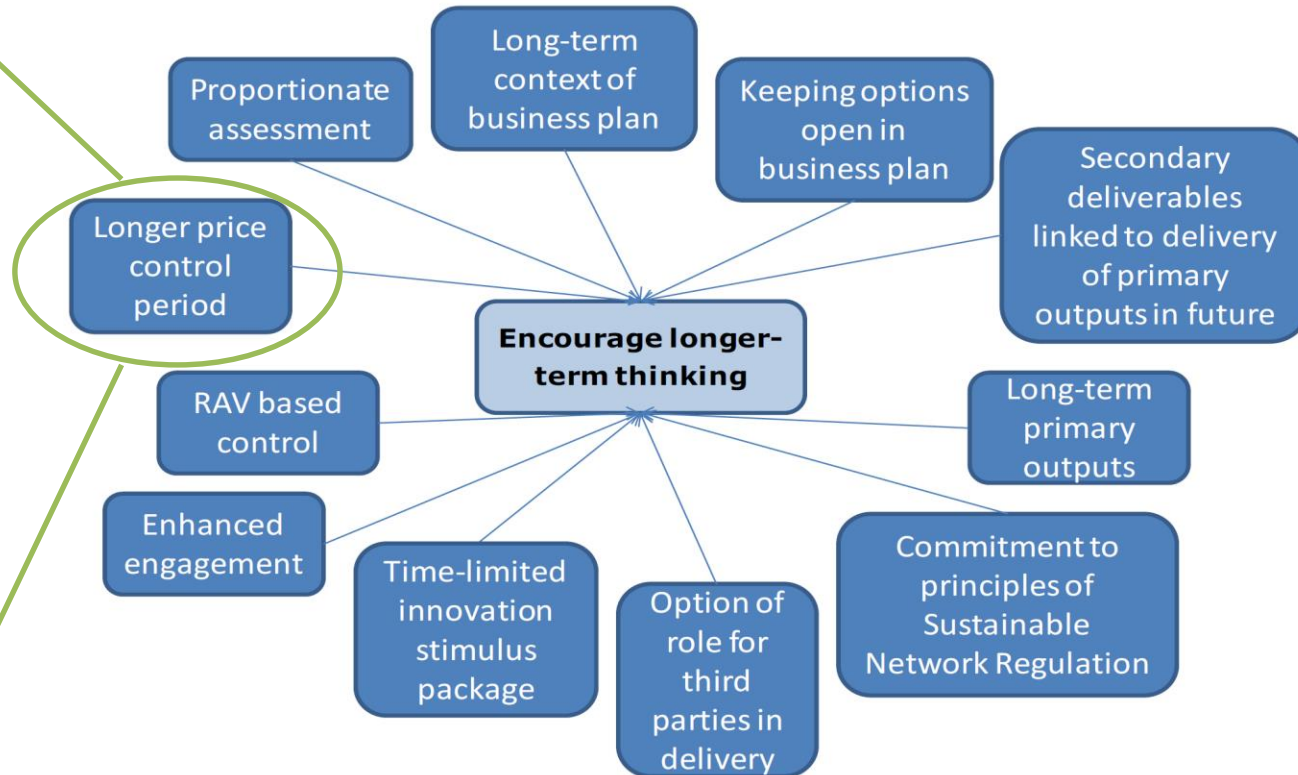 Proportionate
assessment
Long-term
context of
business plan
Keeping options
open in
business plan
Secondary
deliverables
linked to delivery
of primary
outputs in future
Longer price
control
period
Encourage longer-
term thinking
RAV based
control
Long-term
primary
outputs
Enhanced
engagement
Time-limited
innovation
stimulus
package
Option of
role for
third
parties in
delivery
Commitment to
principles of
Sustainable
Network Regulation